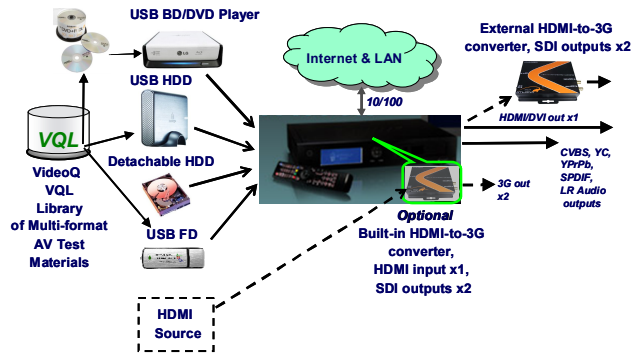 USB BD/DVD Player
External HDMI-to-3G
converter, SDI outputs x2
Internet & LAN
USB HDD
10/100
HDMI/DVI out x1
VQL
Detachable HDD
CVBS, YC,
YPrPb,
SPDIF,
LR Audio
outputs
VideoQ
VQL
Library
of Multi-format
AV Test
Materials
3G out
x2
USB FD
Optional
Built-in HDMI-to-3G
converter,
HDMI input x1,
SDI outputs x2
HDMI
Source
LG